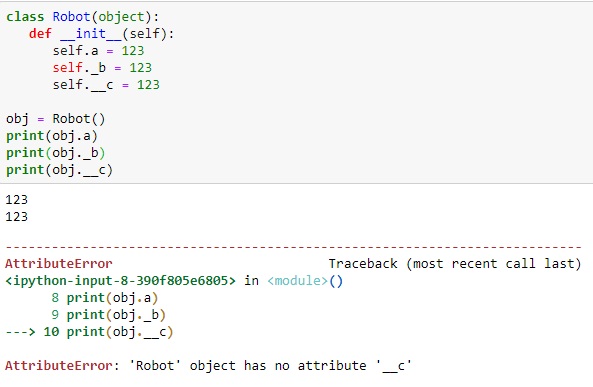 class Robot(object):
   def __init__(self):
      self.a = 123
      self._b = 123
      self.__c = 123

obj = Robot()
print(obj.a)
print(obj._b)
print(obj.__c)
123
123
---------------------------------------------------------------------------
AttributeError                            Traceback (most recent call last)
<ipython-input-8-390f805e6805> in <module>()
      8 print(obj.a)
      9 print(obj._b)
---> 10 print(obj.__c)

AttributeError: 'Robot' object has no attribute '__c'